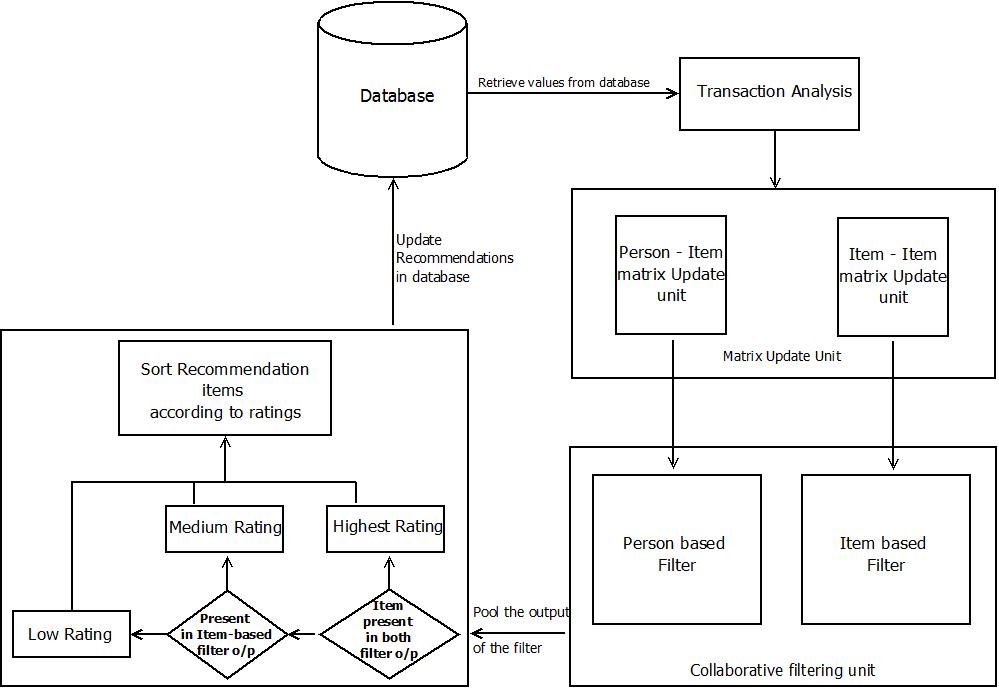 Database
Retrieve values from database
Transaction Analysis
Person - Item
matrix Update
unit
Item - Item
matrix Update
unit
Matrix Update Unit
Update
Recommendations
in database
Sort Recommendation
items
according to ratings
Medium Rating
Highest Rating
Low Rating
Present
in Item-based
filter o/p
Item
present
in both
filter o/p
Pool the output
of the filter
Person based
Filter
Item based
Filter
Collaborative filtering unit